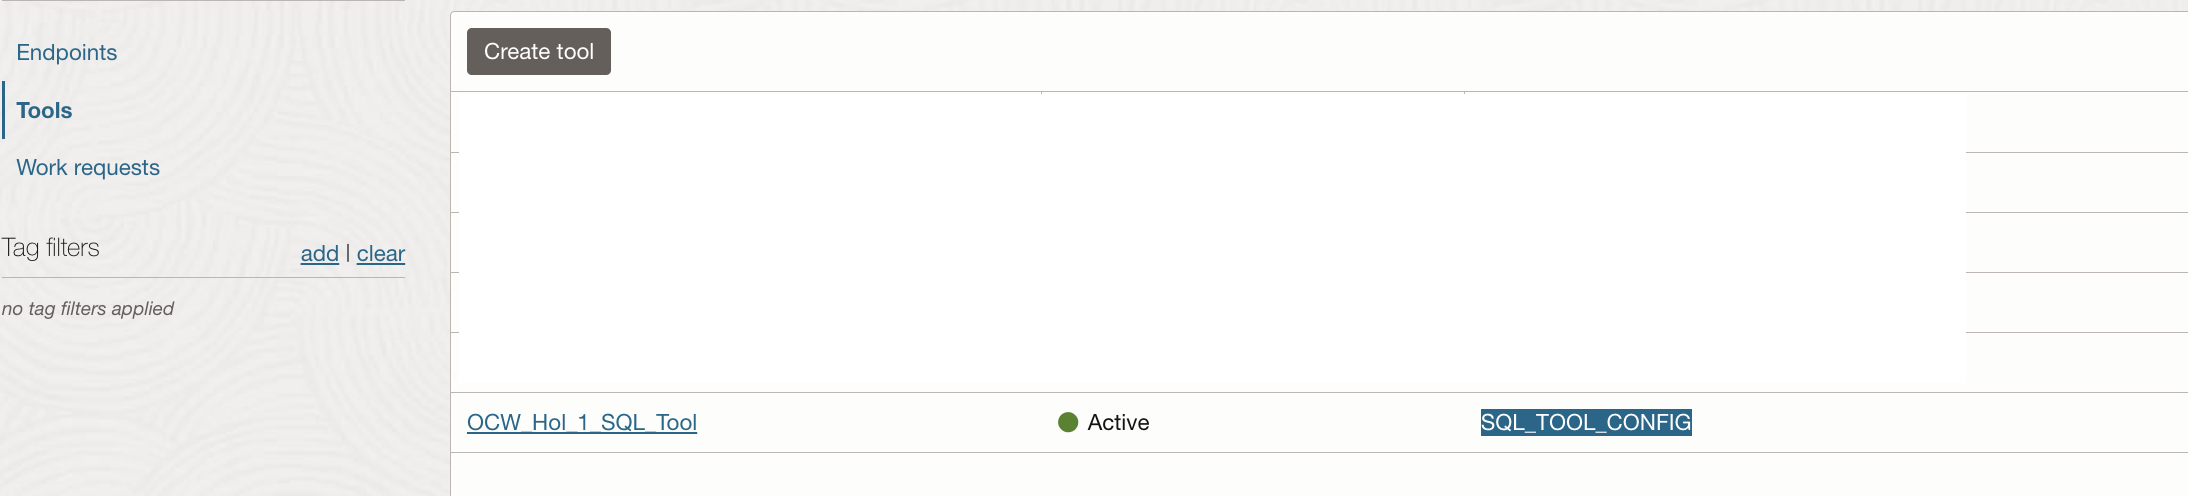 Endpoints
Tools
Work requests
Tag filters
add | clear
no tag filters applied
Create tool
OCW_Hol_1_SQL_Tool
Active
SQL_TOOL_CONFIG